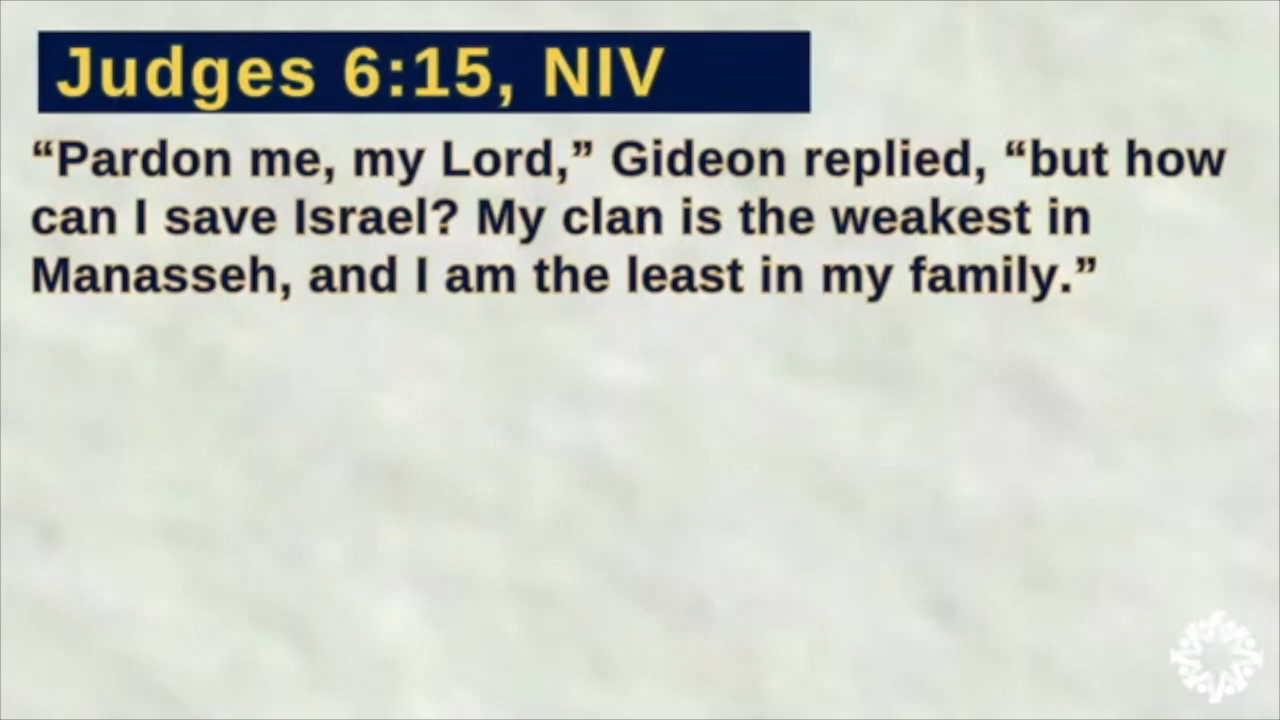 Judges 6:15, NIV
“Pardon me, my Lord,” Gideon replied, “but how
can I save Israel? My clan is the weakest in
Manasseh, and I am the least in my family.”